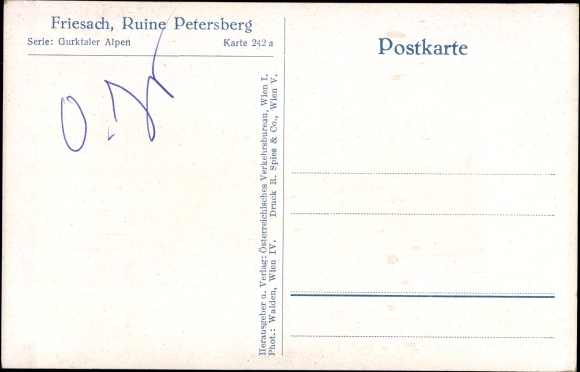 Friesach, Ruine Petersberg
Serie: Gurktaler Alpen Karte 242 a
Postkarte
Herausgeber u. Verlag: Österreichisches Verkehrsbureau, Wien I.
Phot.: Walden, Wien IV. Druck R. Spies & Co., Wien V.